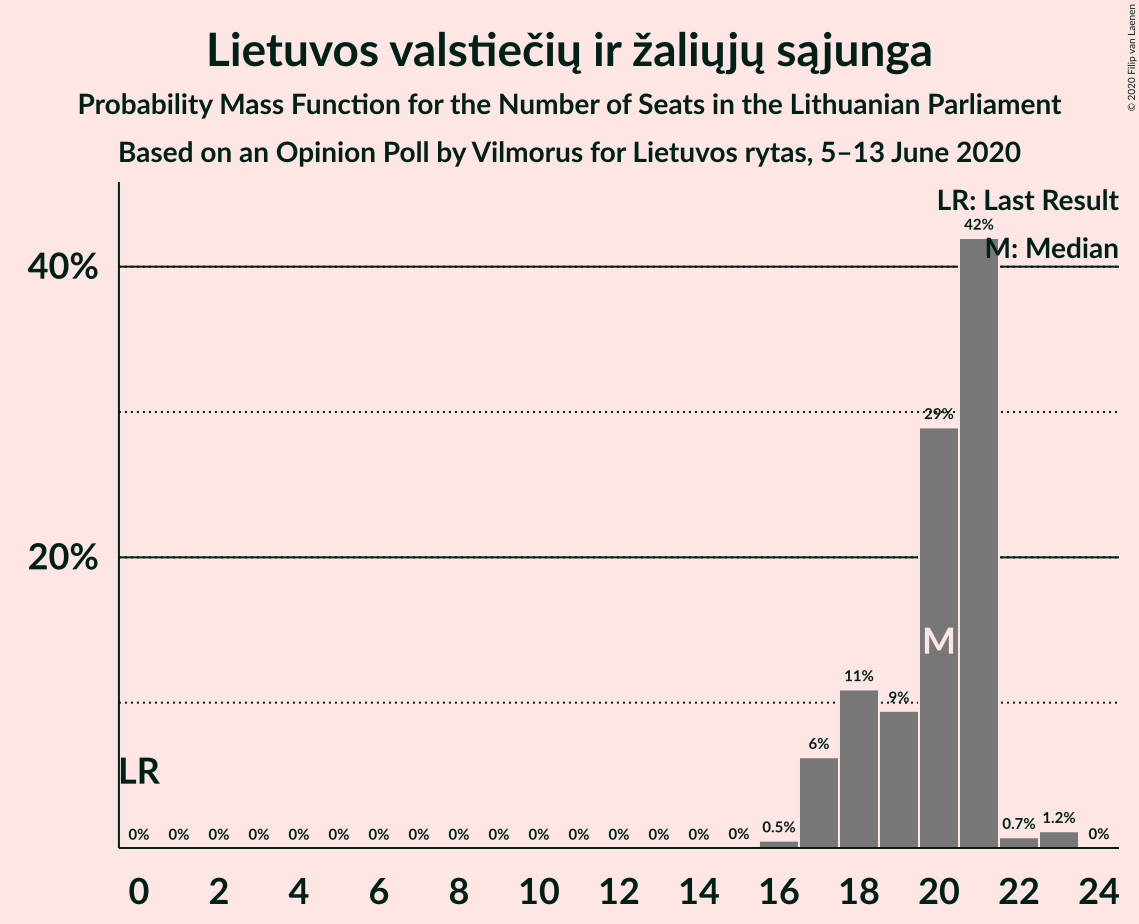 Lietuvos valstiečių ir žaliųjų sąjunga
Probability Mass Function for the Number of Seats in the Lithuanian Parliament
Based on an Opinion Poll by Vilmorus for Lietuvos rytas, 5–13 June 2020
© 2020 Filip van Laenen
LR: Last Result
M: Median
42%
40%
29%
20%
M
11%
9%
6%
LR
0% 0% 0% 0% 0% 0% 0% 0% 0% 0% 0% 0% 0% 0% 0% 0% 0.5% 0.7% 1.2% 0%
0 2 4 6 8 10 12 14 16 18 20 22 24